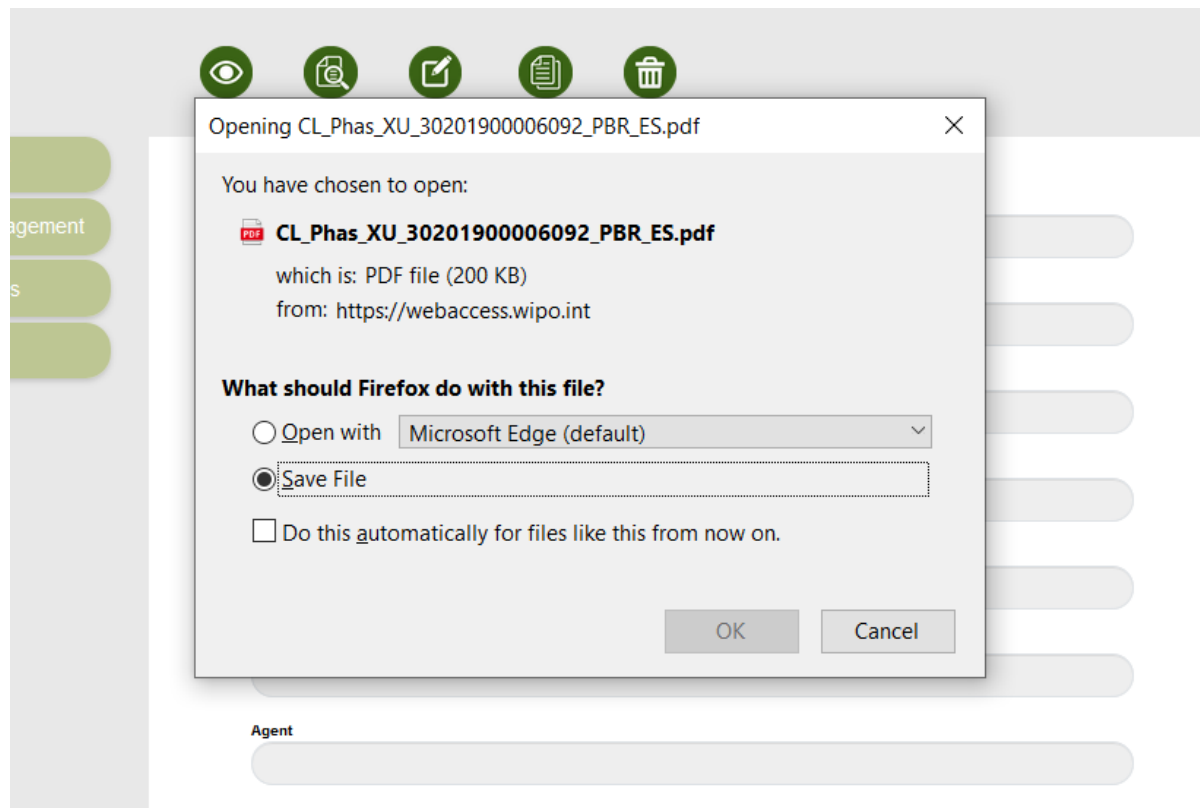 Opening CL_Phas_XU_30201900006092_PBR_ES.pdf
You have chosen to open:
PDF
CL_Phas_XU_30201900006092_PBR_ES.pdf
which is: PDF file (200 KB)
from: https://webaccess.wipo.int
agement
s
What should Firefox do with this file?
Open with Microsoft Edge (default)
Save File
Do this automatically for files like this from now on.
OK Cancel
Agent